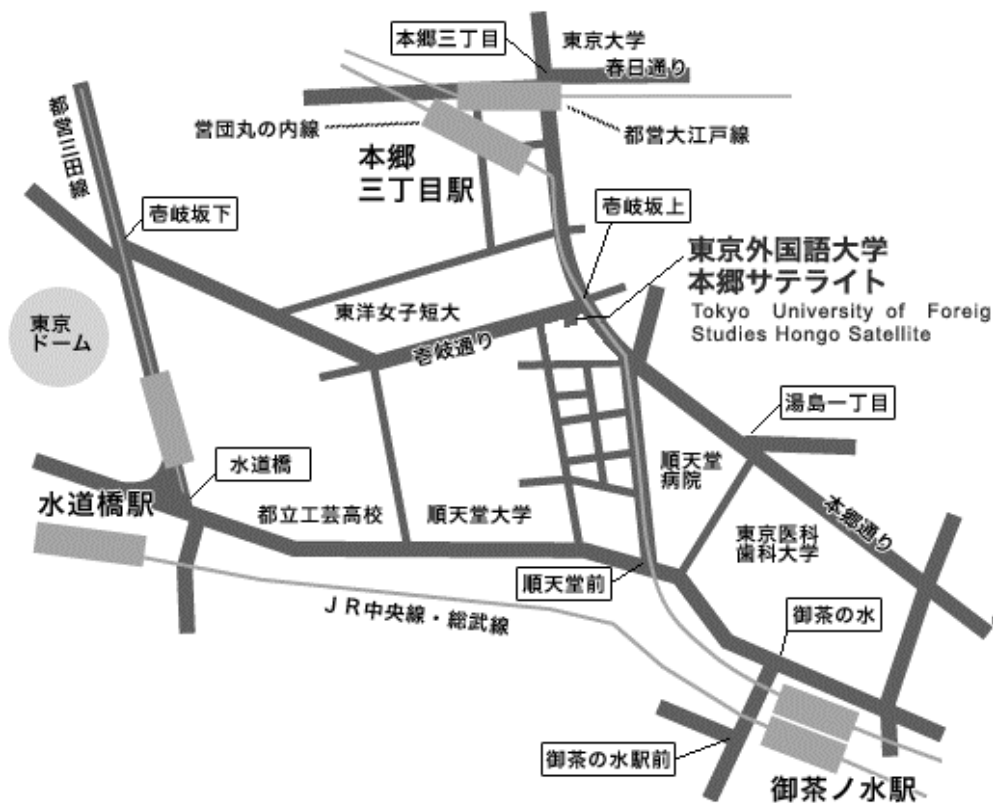 本郷三丁目
東京大学
春日通り
営団丸の内線
都営大江戸線
本郷
三丁目駅
都営三田線
壱岐坂下
壱岐坂上
東京外国語大学
本郷サテライト
Tokyo University of Foreig
Studies Hongo Satellite
東京
ドーム
東洋女子短大
壱岐通り
湯島一丁目
水道橋
順天堂
病院
水道橋駅
都立工芸高校
順天堂大学
本郷通り
東京医科
歯科大学
順天堂前
JR中央線・総武線
御茶の水
御茶の水駅前
御茶ノ水駅